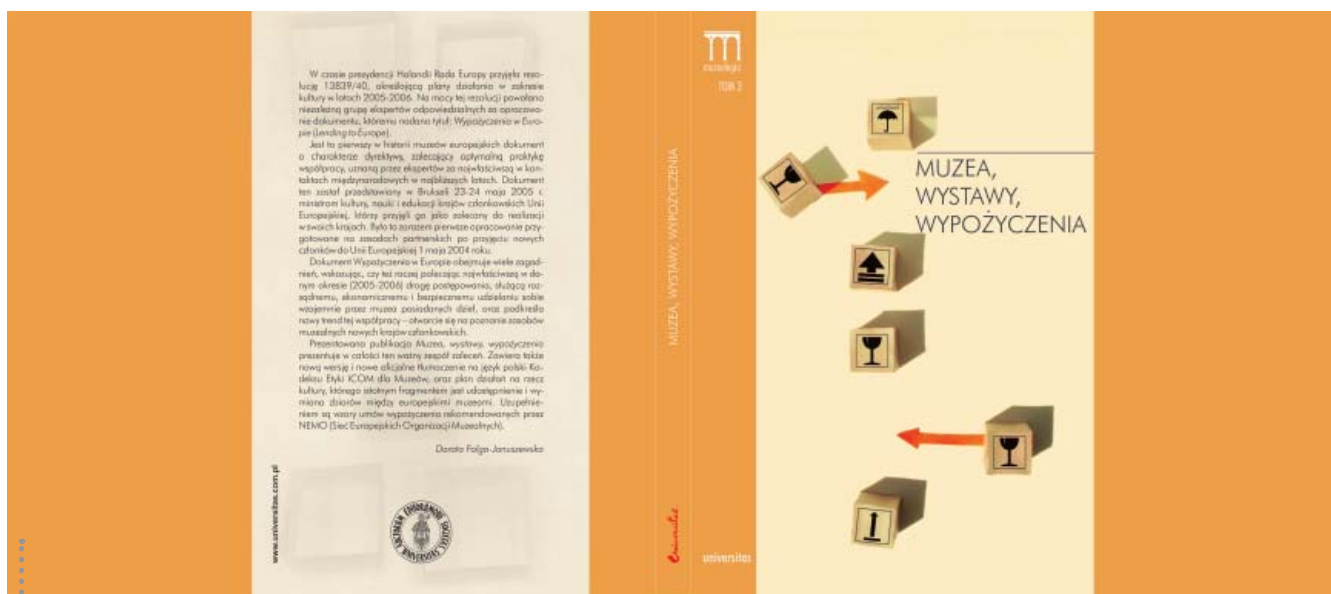 W czasie prezydencji Holandii Rada Europy przyjęła rezo-
lucję 13839/40, określającą plany działania w zakresie
kultury w latach 2005-2006. Na mocy tej rezolucji powołano
niezależną grupę ekspertów odpowiedzialnych za opracowa-
nie dokumentu, któremu nadano tytuł: Wypożyczenia w Euro-
pie (Lending to Europe).
Jest to pierwszy w historii muzeów europejskich dokument
o charakterze dyrektywy, zalecający optymalną praktykę
współpracy, uznaną przez ekspertów za najwłaściwszą w kon-
taktach międzynarodowych w najbliższych latach. Dokument
ten został przedstawiony w Brukseli 23-24 maja 2005 r.
ministrom kultury, nauki i edukacji krajów członkowskich Unii
Europejskiej, którzy przyjęli go jako zalecany do realizacji
w swoich krajach. Było to zarazem pierwsze opracowanie przy-
gotowane na zasadach partnerskich po przyjęciu nowych
członków do Unii Europejskiej 1 maja 2004 roku.
Dokument Wypożyczenia w Europie obejmuje wiele zagad-
nień, wskazując, czy też raczej polecając najwłaściwszą w da-
nym okresie (2005-2006) drogę postępowania, służącą roz-
sądnemu, ekonomicznemu i bezpiecznemu udzielaniu sobie
wzajemnie przez muzea posiadanych dzieł, oraz podkreśla
nowy trend tej współpracy – otwarcie się na poznanie zasobów
muzealnych nowych krajów członkowskich.
Prezentowana publikacja Muzea, wystawy, wypożyczenia
prezentuje w całości ten ważny zespół zaleceń. Zawiera także
nową wersję i nowe oficjalne tłumaczenie na język polski Ko-
deksu Etyki ICOM dla Muzeów, oraz plan działań na rzecz
kultury, którego istotnym fragmentem jest udostępnienie i wy-
miana zbiorów między europejskimi muzeami. Uzupełnie-
niem są wzory umów wypożyczenia rekomendowanych przez
NEMO (Sieć Europejskich Organizacji Muzealnych).
Dorota Folga-Januszewska
www.universitas.com.pl
MUZEA, WYSTAWY, WYPOŻYCZENIA
Universitas
muzeologia
TOM 3
universitas
MUZEA,
WYSTAWY,
WYPOŻYCZENIA